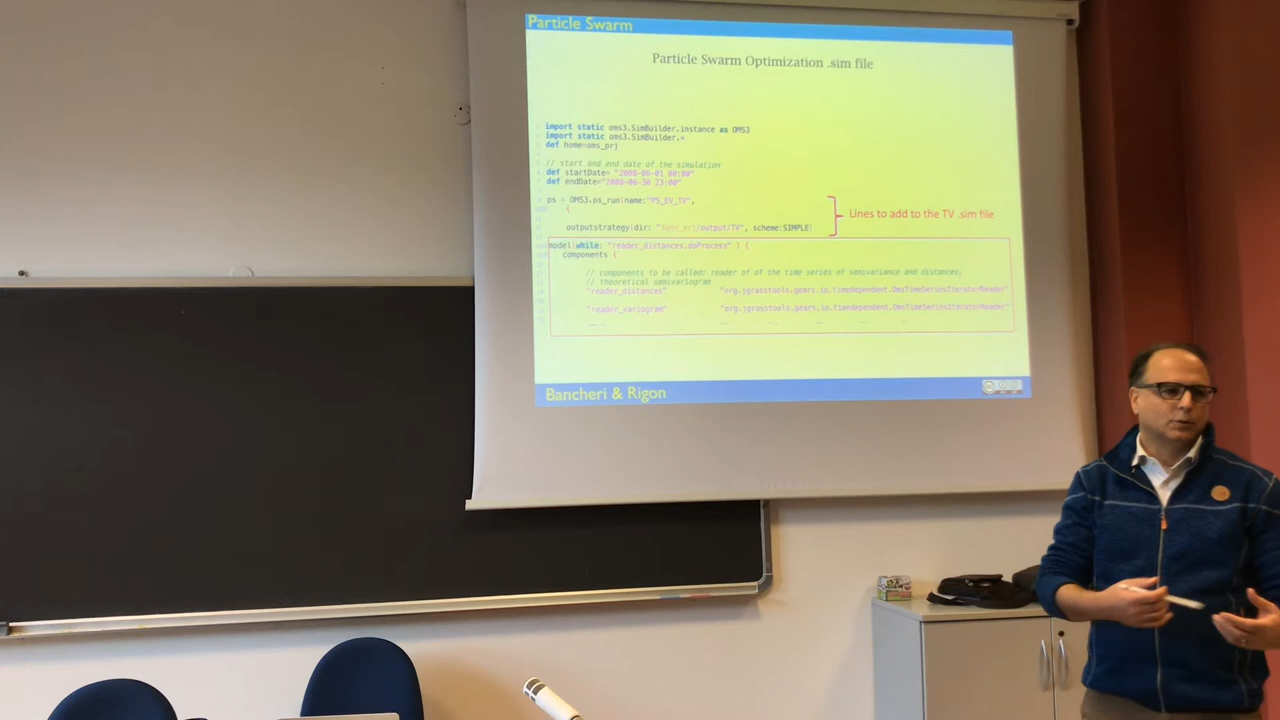 Particle Swarm
Particle Swarm Optimization .sim file
import static oms3.SimBuilder.instance as OMS3
import static oms3.SimBuilder.*
def home=oms_prj
// start and end date of the simulation
def startDate= "2008-06-01 00:00"
def endDate="2008-06-30 23:00"
ps = OMS3.ps_run(name:"PS_EV_TV",
{
outputstrategy(dir: "$oms_prj/output/TV", scheme:SIMPLE)
Lines to add to the TV .sim file
model(while: "reader_distances.doProcess" ) {
components {
// components to be called: reader of of the time series of semivariance and distances,
// theoretical semivariogram
"reader_distances" "org.jgrasstools.gears.io.timedependent.OmsTimeSeriesIteratorReader"
"reader_variogram" "org.jgrasstools.gears.io.timedependent.OmsTimeSeriesIteratorReader"
Bancheri & Rigon